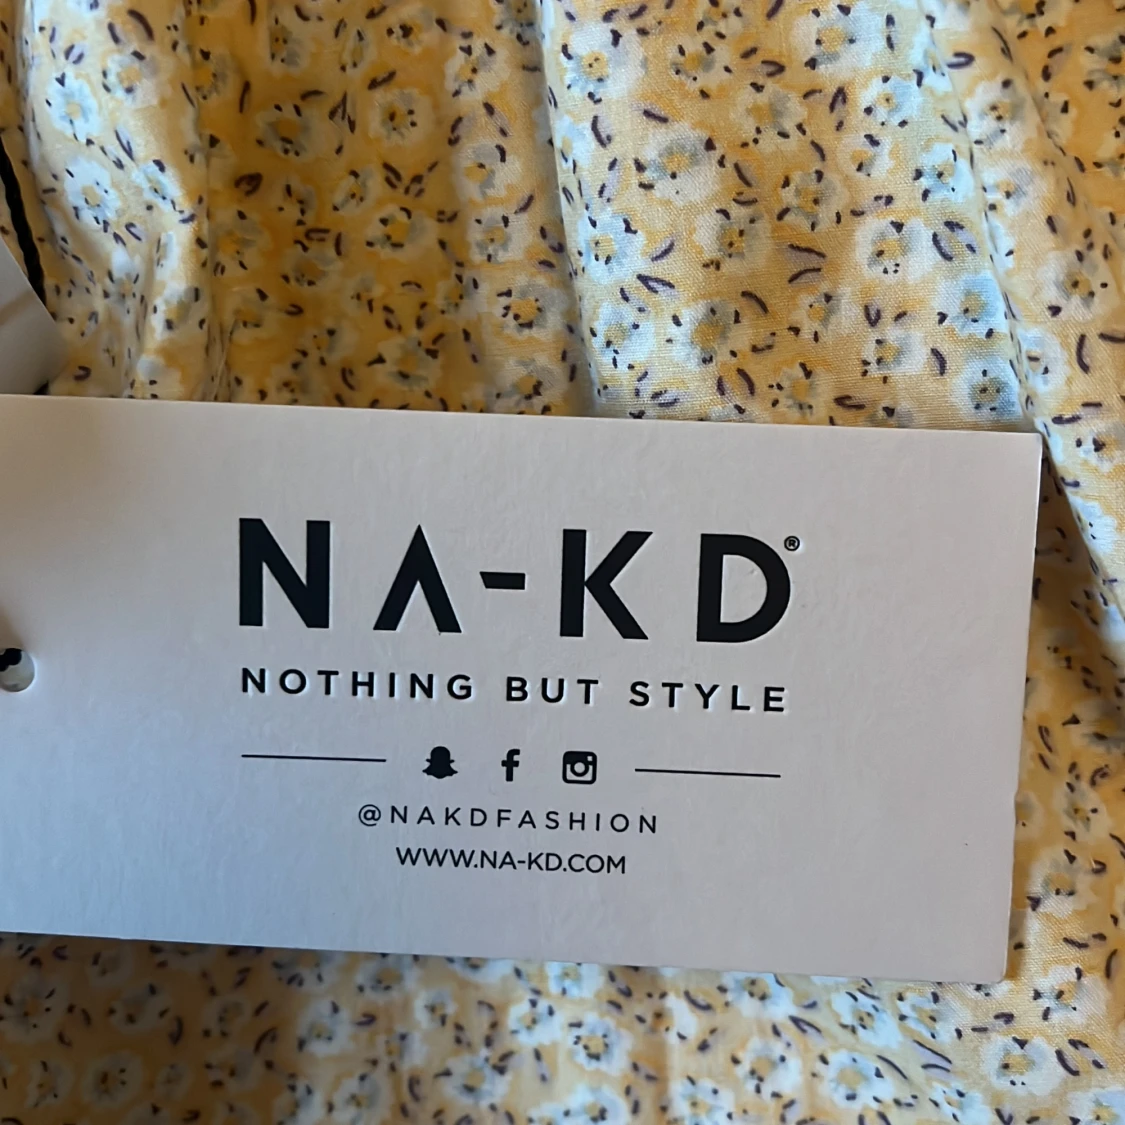 NA-KD®
NOTHING BUT STYLE
@NAKDFASHION
WWW.NA-KD.COM